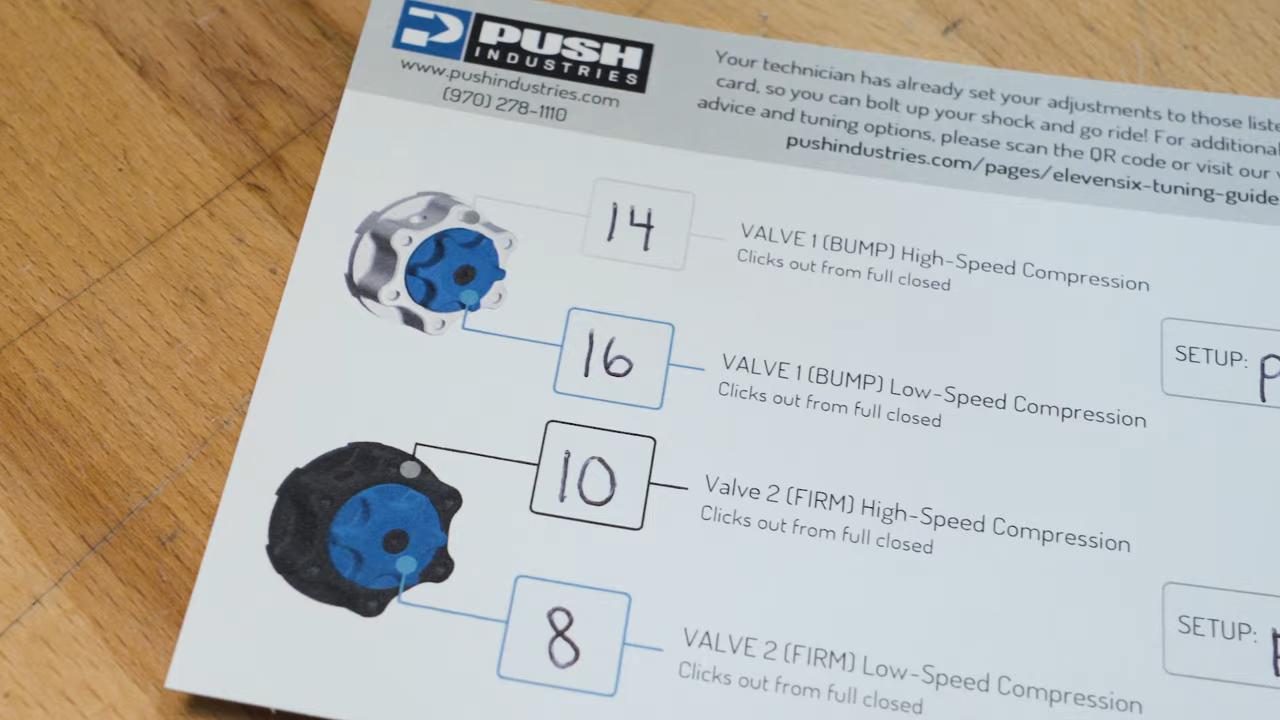 PUSH
INDUSTRIES
www.pushindustries.com
(970) 278-1110
Your technician has already set your adjustments to those
card, so you can bolt up your shock and go ride! For additional
advice and tuning options, please scan the QR code or visit our
pushindustries.com/pages/elevensix-tuning-guide
14
VALVE 1 (BUMP) High-Speed Compression
Clicks out from full closed
16
VALVE 1 (BUMP) Low-Speed Compression
Clicks out from full closed
SETUP:
10
Valve 2 (FIRM) High-Speed Compression
Clicks out from full closed
8
VALVE 2 (FIRM) Low-Speed Compression
Clicks out from full closed
SETUP: